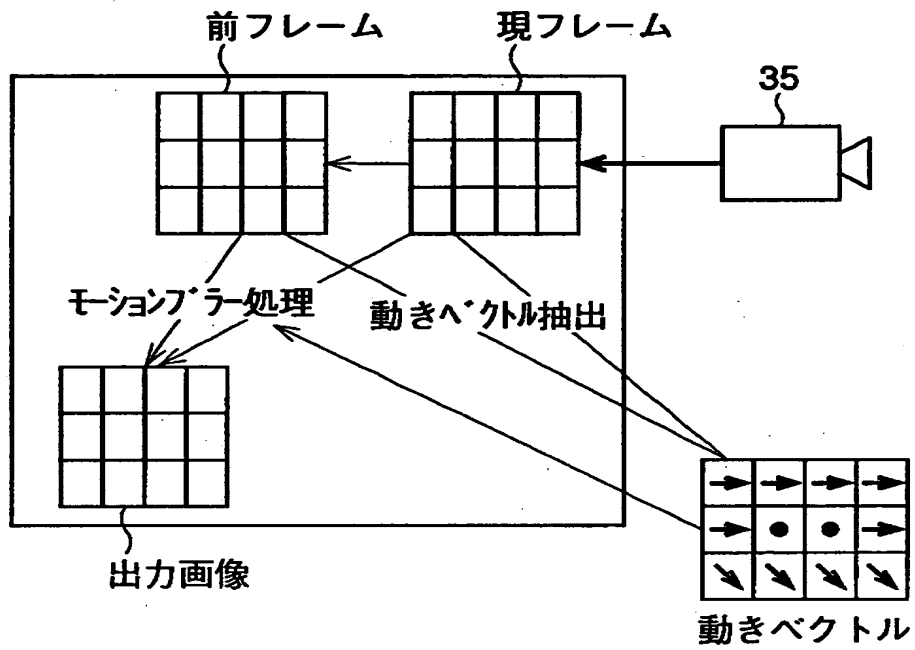 前フレーム
現フレーム
35
モーションブラー処理
動きベクトル抽出
出力画像
動きベクトル